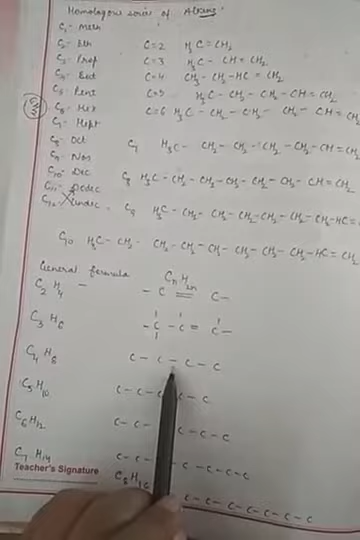 Homologous series of Alkenes
C1- Meth
C2- Eth C=2 H3C=CH2
C3- Prop C=3 H3C- CH=CH2
C4- But C=4 CH3- CH2-HC=CH2
C5- Pent C=5 H3C- CH2- CH2-CH=CH2
C6- Hex C=6 H3C- CH2- CH2- CH2- CH=CH2
C7- Hept
C8- Oct C7 H3C- CH2- CH2- CH2- CH2-CH=CH2
C9- Non
C10- Dec C8 H3C-CH2-CH2-CH2-CH2-CH2-CH=CH2
C11- Dodec
C12- Undec C9 H3C- CH2- CH2-CH2-CH2- CH2- CH2-HC=CH2
C10 H3C- CH2- CH2-CH2-CH2-CH2-CH2-CH2-HC=CH2
General formula CnH2n
C2H4 - -C=C-
C3H6 -C-C=C-
C4H8 C-C-C-C
C5H10 C-C-C-C-C
C6H12 C-C- C-C-C
C7H14 C-C- C-C-C-C
Teacher's Signature C8H16 C-C-C-C-C-C-C